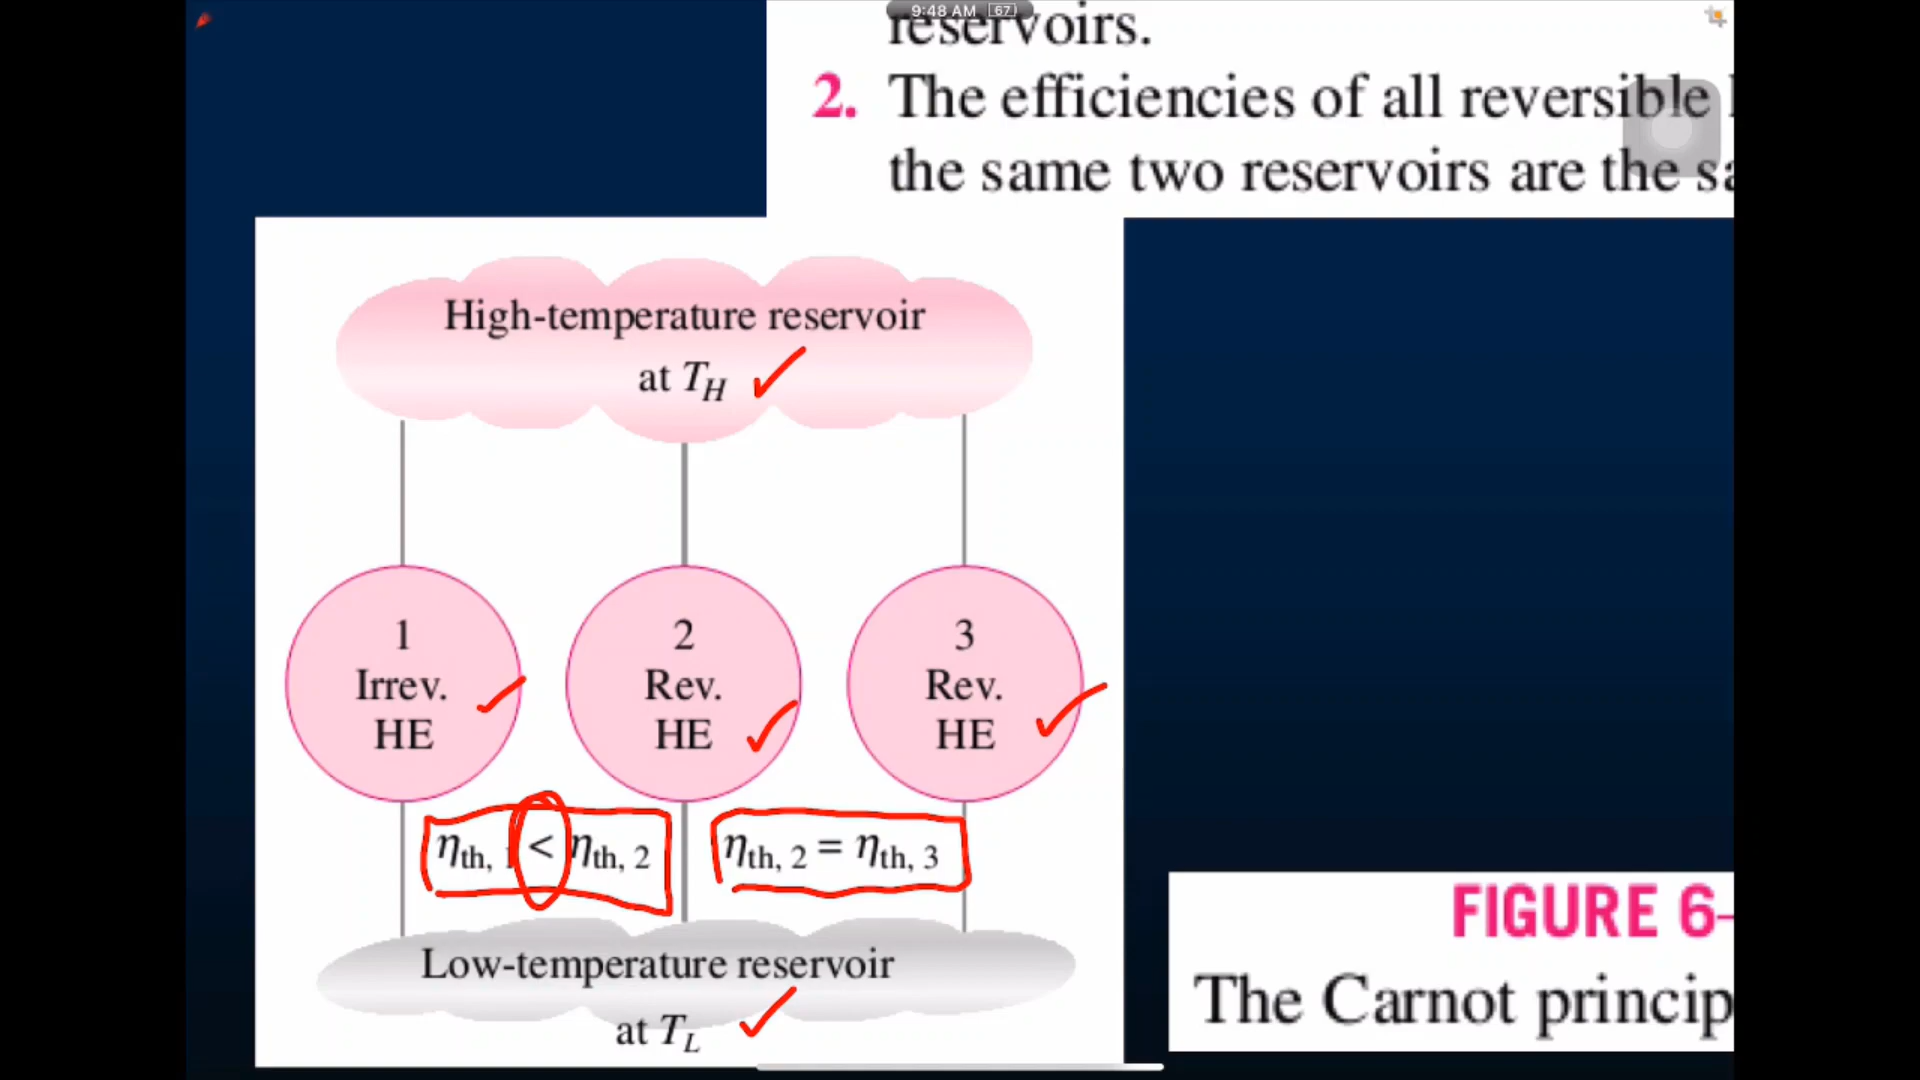 9:48 AM 67
reservoirs.
2. The efficiencies of all reversible
the same two reservoirs are the sa
High-temperature reservoir
at T_H
1
Irrev.
HE
2
Rev.
HE
3
Rev.
HE
η_th, 1 < η_th, 2
η_th, 2 = η_th, 3
Low-temperature reservoir
at T_L
FIGURE 6–
The Carnot princip